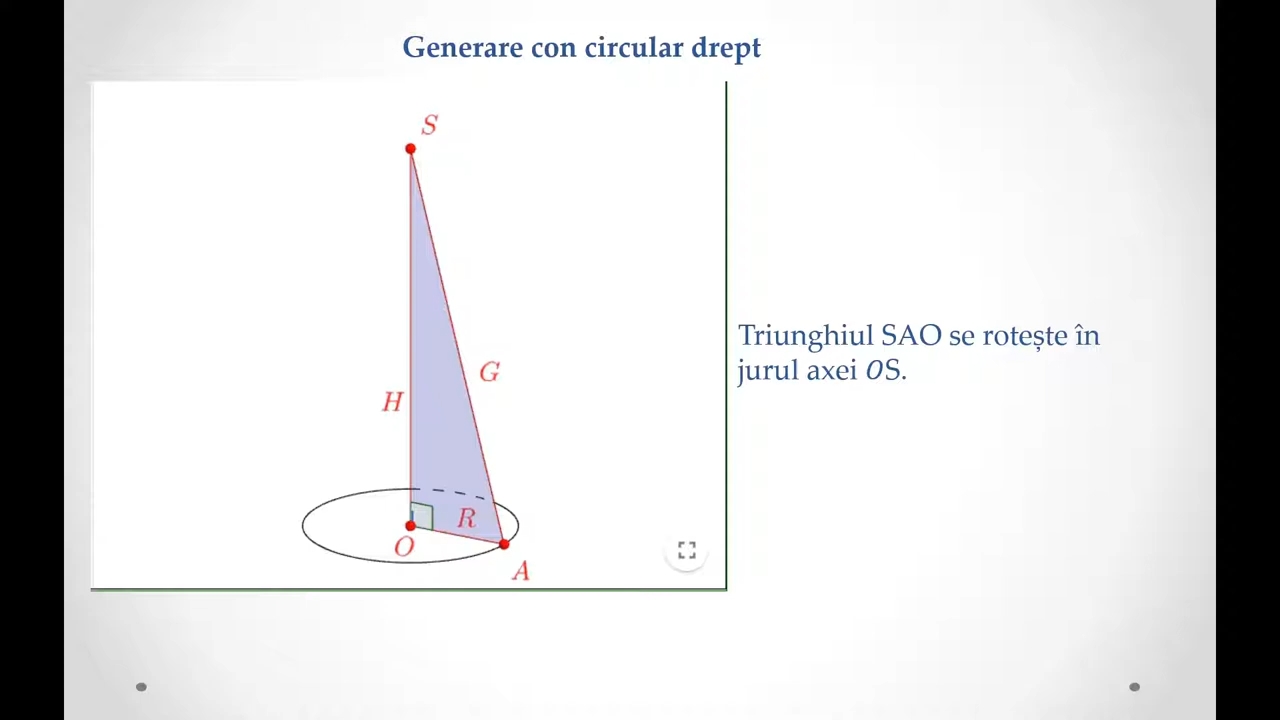 Generare con circular drept
S
G
H
R
O
A
Triunghiul SAO se rotește în
jurul axei OS.